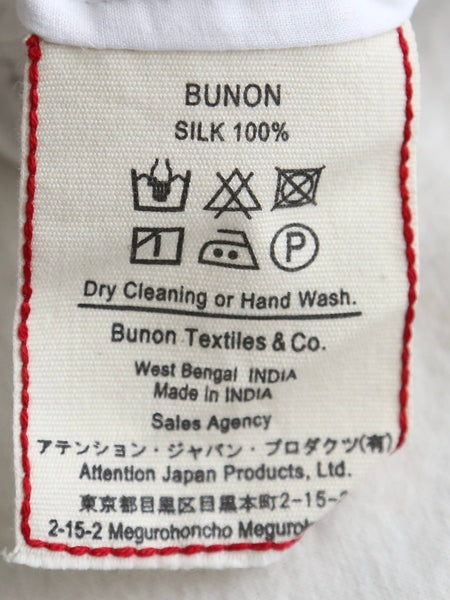 BUNON
SILK 100%
P
Dry Cleaning or Hand Wash.
Bunon Textiles & Co.
West Bengal INDIA
Made in INDIA
Sales Agency
アテンション・ジャパン・プロダクツ(有)
Attention Japan Products, Ltd.
東京都目黒区目黒本町2-15-2
2-15-2 Megurohoncho Meguro